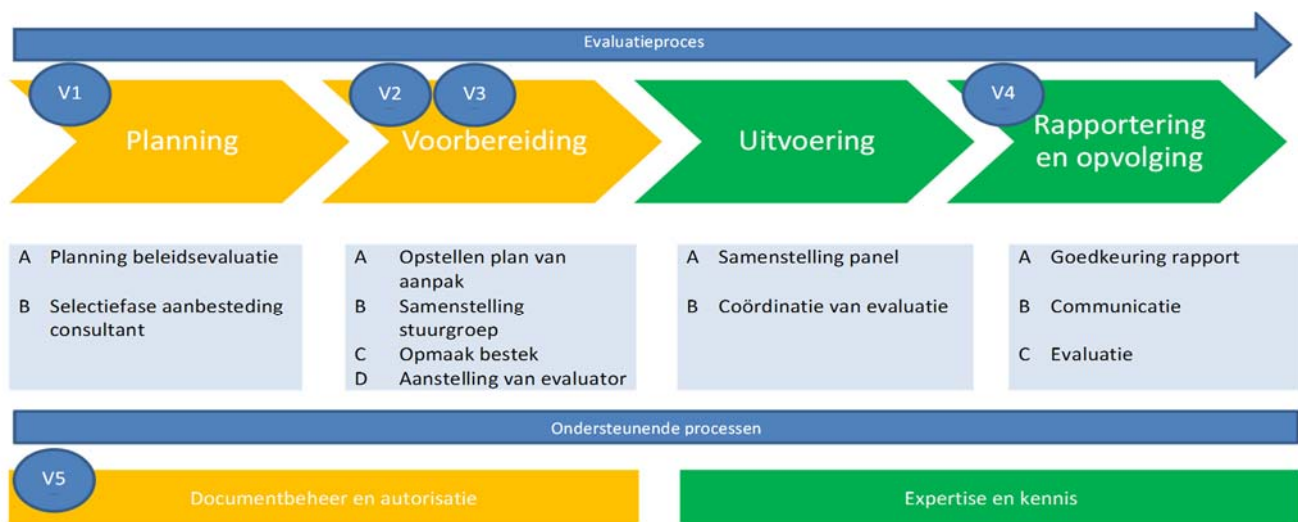 Evaluatieproces
V1
V2
V3
V4
Planning
Voorbereiding
Uitvoering
Rapportering
en opvolging
A Planning beleidsevaluatie
B Selectiefase aanbesteding
consultant
A Opstellen plan van
aanpak
B Samenstelling
stuurgroep
C Opmaak bestek
D Aanstelling van evaluator
A Samenstelling panel
B Coördinatie van evaluatie
A Goedkeuring rapport
B Communicatie
C Evaluatie
Ondersteunende processen
V5
Documentbeheer en autorisatie
Expertise en kennis